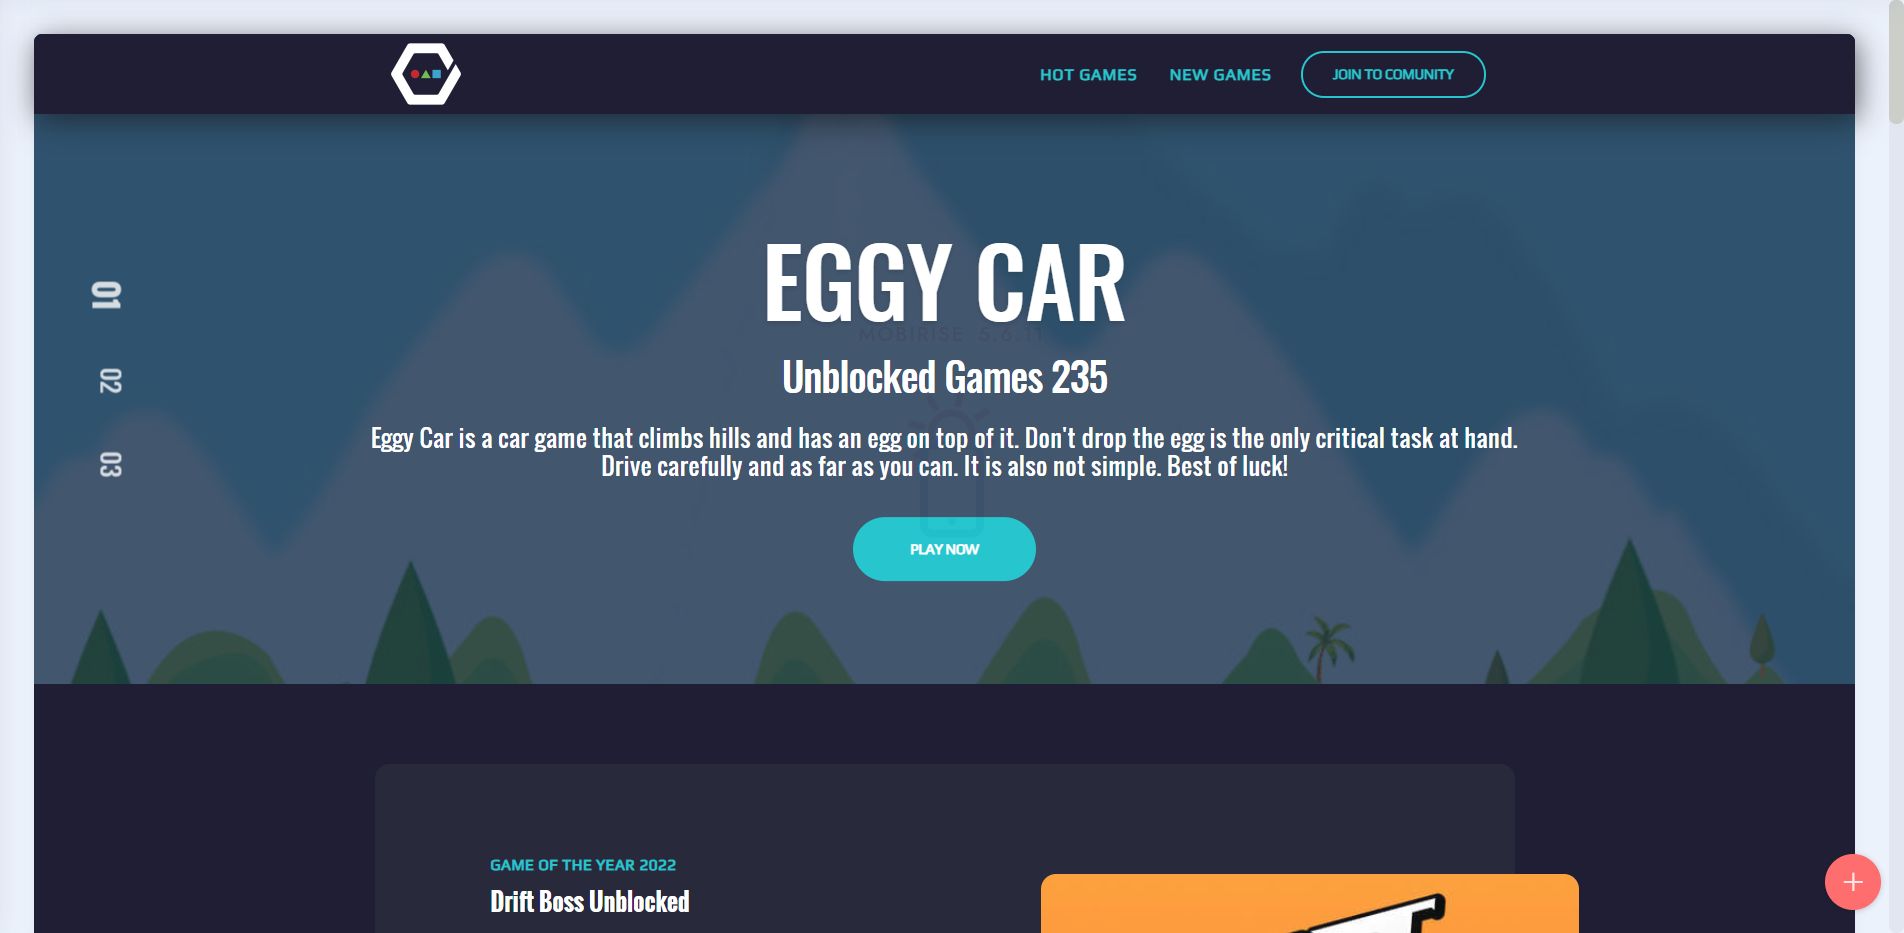 HOT GAMES
NEW GAMES
JOIN TO COMUNITY
01
02
03
EGGY CAR
MOBIRISE 5.6.11
Unblocked Games 235
Eggy Car is a car game that climbs hills and has an egg on top of it. Don't drop the egg is the only critical task at hand.
Drive carefully and as far as you can. It is also not simple. Best of luck!
PLAY NOW
GAME OF THE YEAR 2022
Drift Boss Unblocked